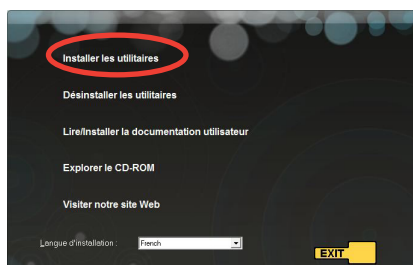 Installer les utilitaires
Désinstaller les utilitaires
Lire/Installer la documentation utilisateur
Explorer le CD-ROM
Visiter notre site Web
Langue d'installation : French
EXIT